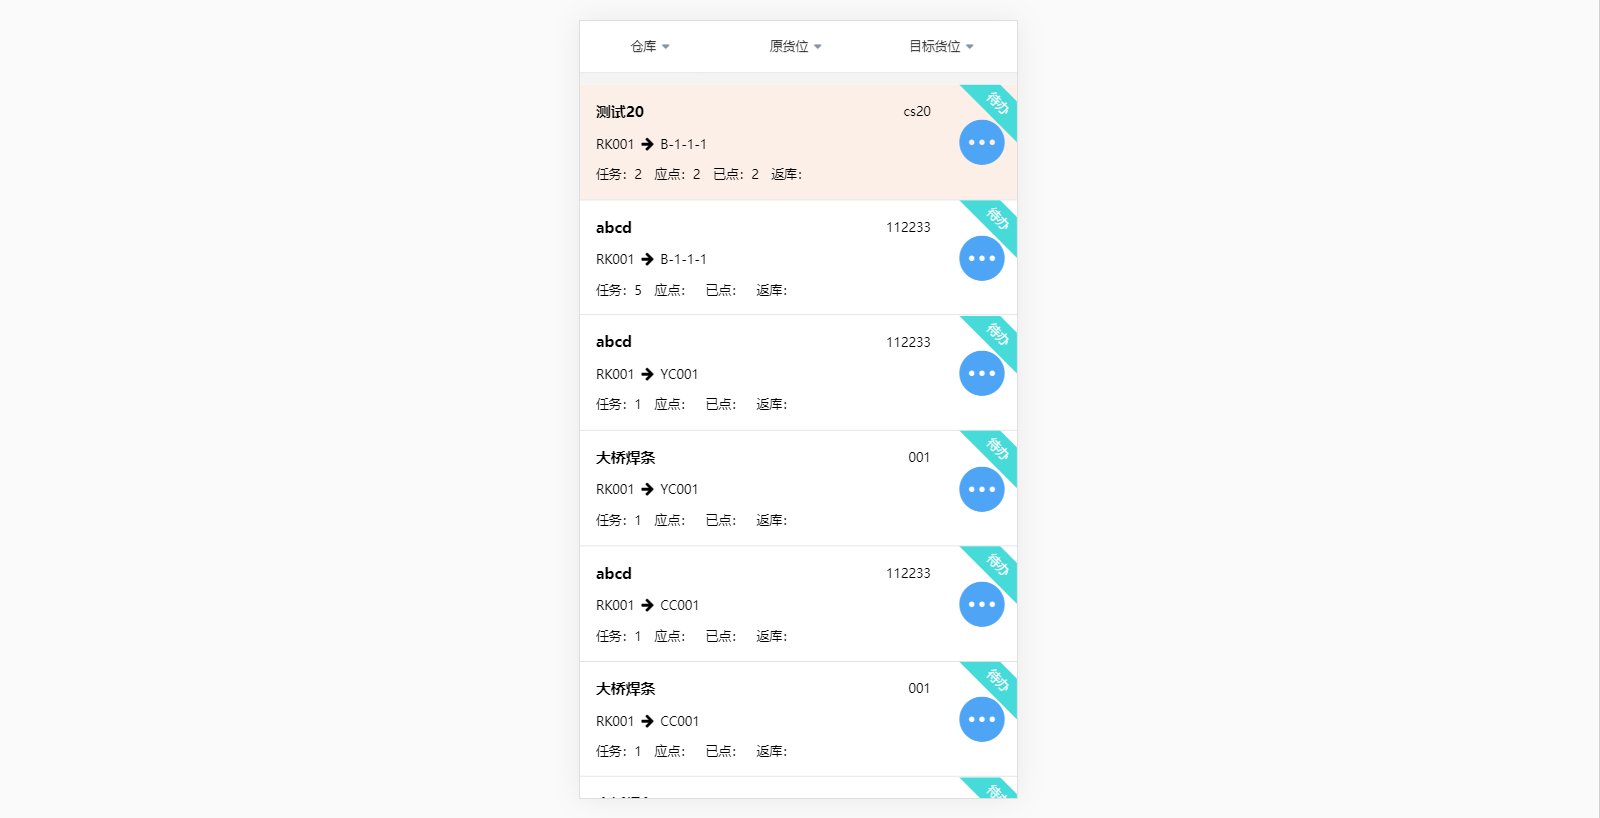 仓库 原货位 目标货位
待办
测试20 cs20
RK001 B-1-1-1
任务：2 应点：2 已点：2 返库：
待办
abcd 112233
RK001 B-1-1-1
任务：5 应点： 已点： 返库：
待办
abcd 112233
RK001 YC001
任务：1 应点： 已点： 返库：
待办
大桥焊条 001
RK001 YC001
任务：1 应点： 已点： 返库：
待办
abcd 112233
RK001 CC001
任务：1 应点： 已点： 返库：
待办
大桥焊条 001
RK001 CC001
任务：1 应点： 已点： 返库：
待办